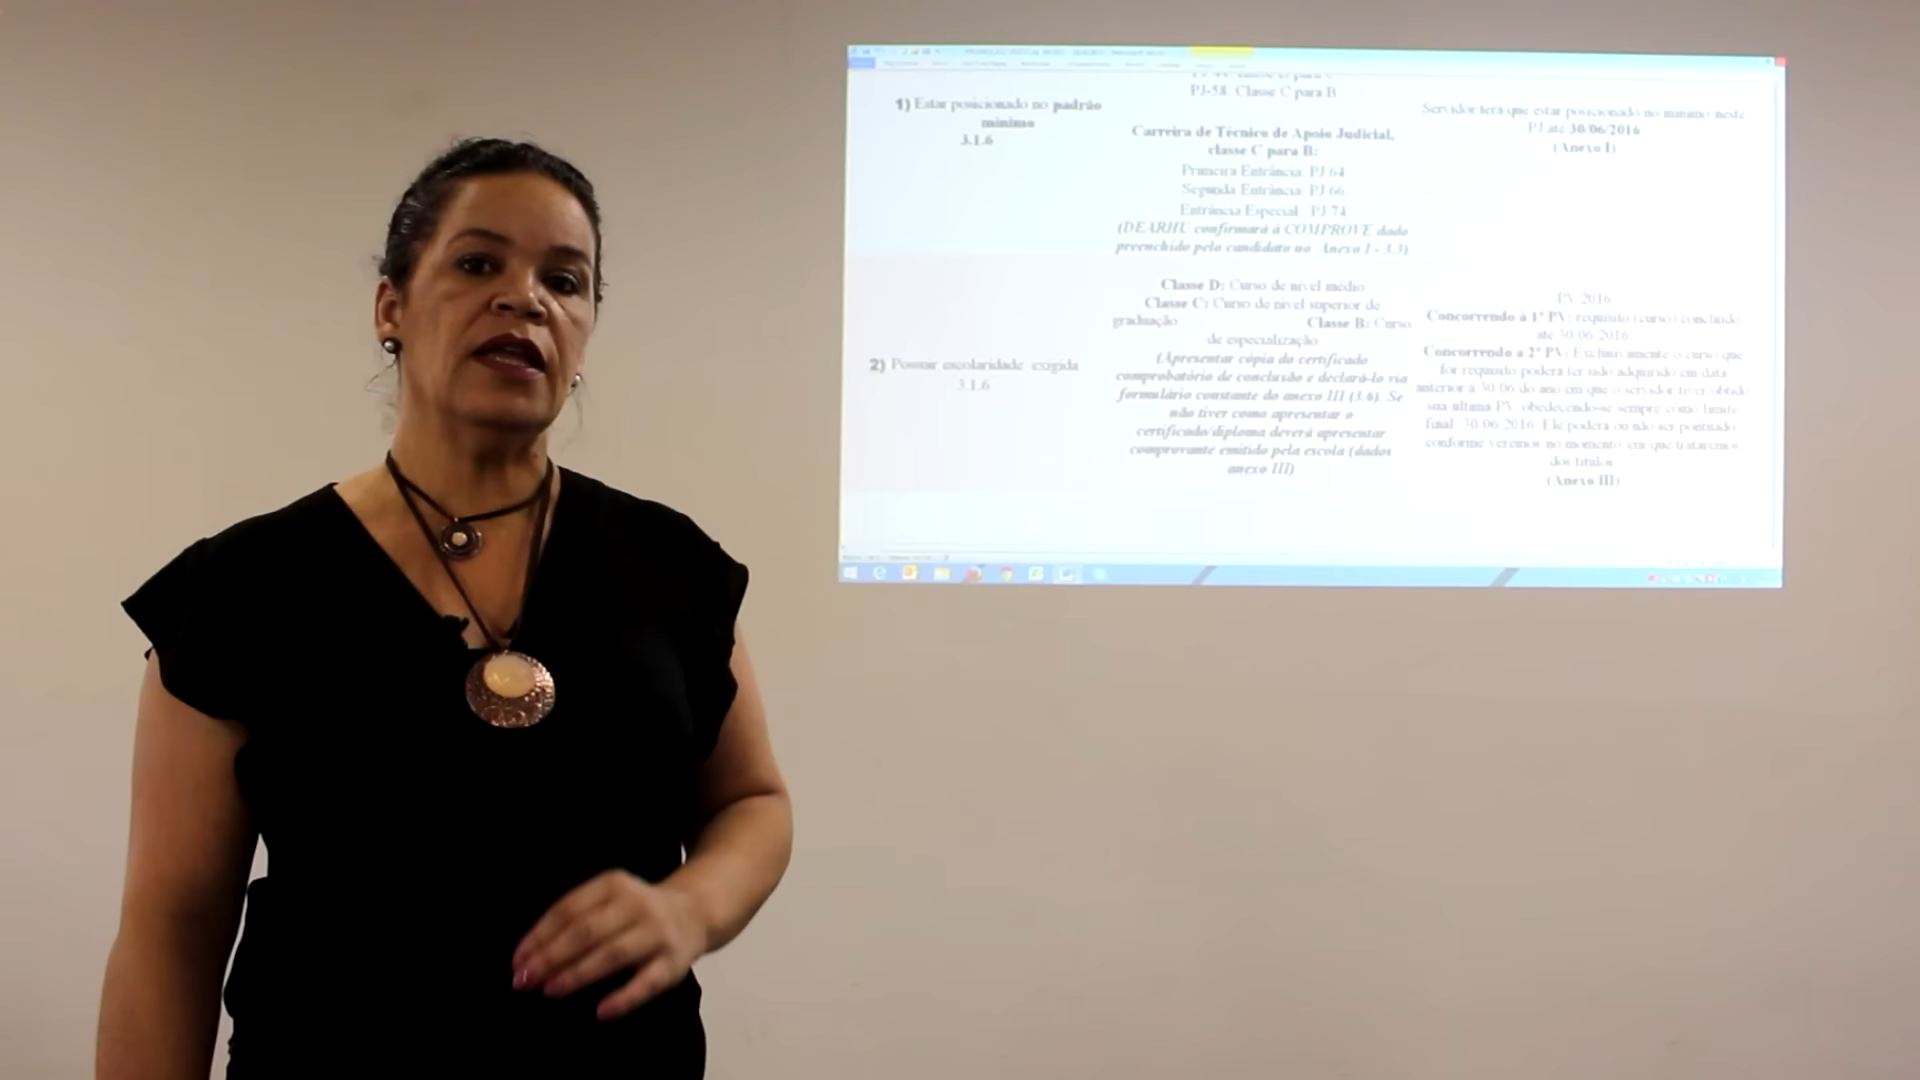 PJ-58: Classe C para B
1) Estar posicionado no padrão
mínimo
3.1.6
Carreira de Técnico de Apoio Judicial,
classe C para B:
Primeira Entrância: PJ 64
Segunda Entrância: PJ 66
Entrância Especial : PJ 74
(DEARHU confirmará à COMPROVE dado
preenchido pelo candidato no Anexo I - 3.3)
Servidor terá que estar posicionado no mínimo neste
PJ até 30/06/2016
(Anexo I)
2) Possuir escolaridade exigida
3.1.6
Classe D: Curso de nível médio
Classe C: Curso de nível superior de
graduação Classe B: Curso
de especialização
(Apresentar cópia do certificado
comprobatório de conclusão e declará-lo via
formulário constante do anexo III (3.6). Se
não tiver como apresentar o
certificado/diploma deverá apresentar
comprovante emitido pela escola (dados
anexo III)
PV 2016
Concorrendo à 1ª PV: requisito (curso) concluído
até 30/06/2016
Concorrendo a 2ª PV: Exclusivamente o curso que
for requisito poderá ter sido adquirido em data
anterior a 30/06 do ano em que o servidor tiver obtido
sua última PV, obedecendo-se sempre como limite
final: 30/06/2016. Ele poderá ou não ser pontuado
conforme veremos no momento em que trataremos
dos títulos
(Anexo III)